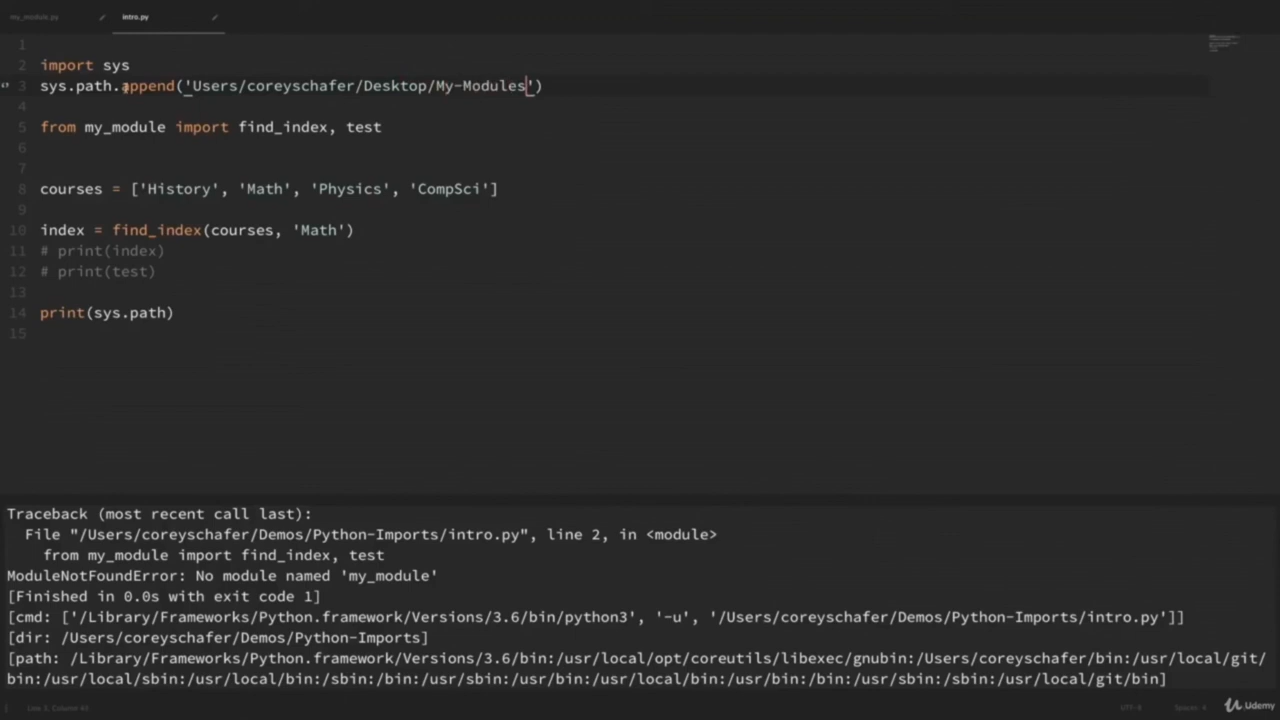 my_module.py
intro.py
1
2 import sys
3 sys.path.append('Users/coreyschafer/Desktop/My-Modules')
4
5 from my_module import find_index, test
6
7
8 courses = ['History', 'Math', 'Physics', 'CompSci']
9
10 index = find_index(courses, 'Math')
11 # print(index)
12 # print(test)
13
14 print(sys.path)
15
Traceback (most recent call last):
File "/Users/coreyschafer/Demos/Python-Imports/intro.py", line 2, in <module>
from my_module import find_index, test
ModuleNotFoundError: No module named 'my_module'
[Finished in 0.0s with exit code 1]
[cmd: ['/Library/Frameworks/Python.framework/Versions/3.6/bin/python3', '-u', '/Users/coreyschafer/Demos/Python-Imports/intro.py']]
[dir: /Users/coreyschafer/Demos/Python-Imports]
[path: /Library/Frameworks/Python.framework/Versions/3.6/bin:/usr/local/opt/coreutils/libexec/gnubin:/Users/coreyschafer/bin:/usr/local/git/
bin:/usr/local/sbin:/usr/local/bin:/usr/sbin:/usr/bin:/sbin:/bin:/usr/local/bin:/usr/bin:/bin:/usr/sbin:/sbin:/usr/local/git/bin]
UTF-8 Spaces: 4 Udemy